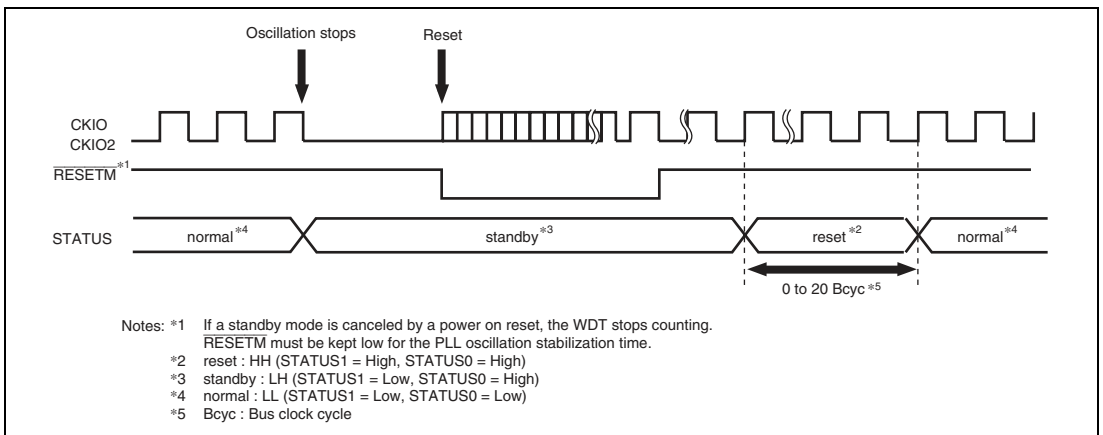 Oscillation stops Reset
CKIO
CKIO2
RESETM*1
STATUS normal*4 standby*3 reset*2 normal*4
0 to 20 Bcyc*5
Notes: *1 If a standby mode is canceled by a power on reset, the WDT stops counting.
RESETM must be kept low for the PLL oscillation stabilization time.
*2 reset : HH (STATUS1 = High, STATUS0 = High)
*3 standby : LH (STATUS1 = Low, STATUS0 = High)
*4 normal : LL (STATUS1 = Low, STATUS0 = Low)
*5 Bcyc : Bus clock cycle